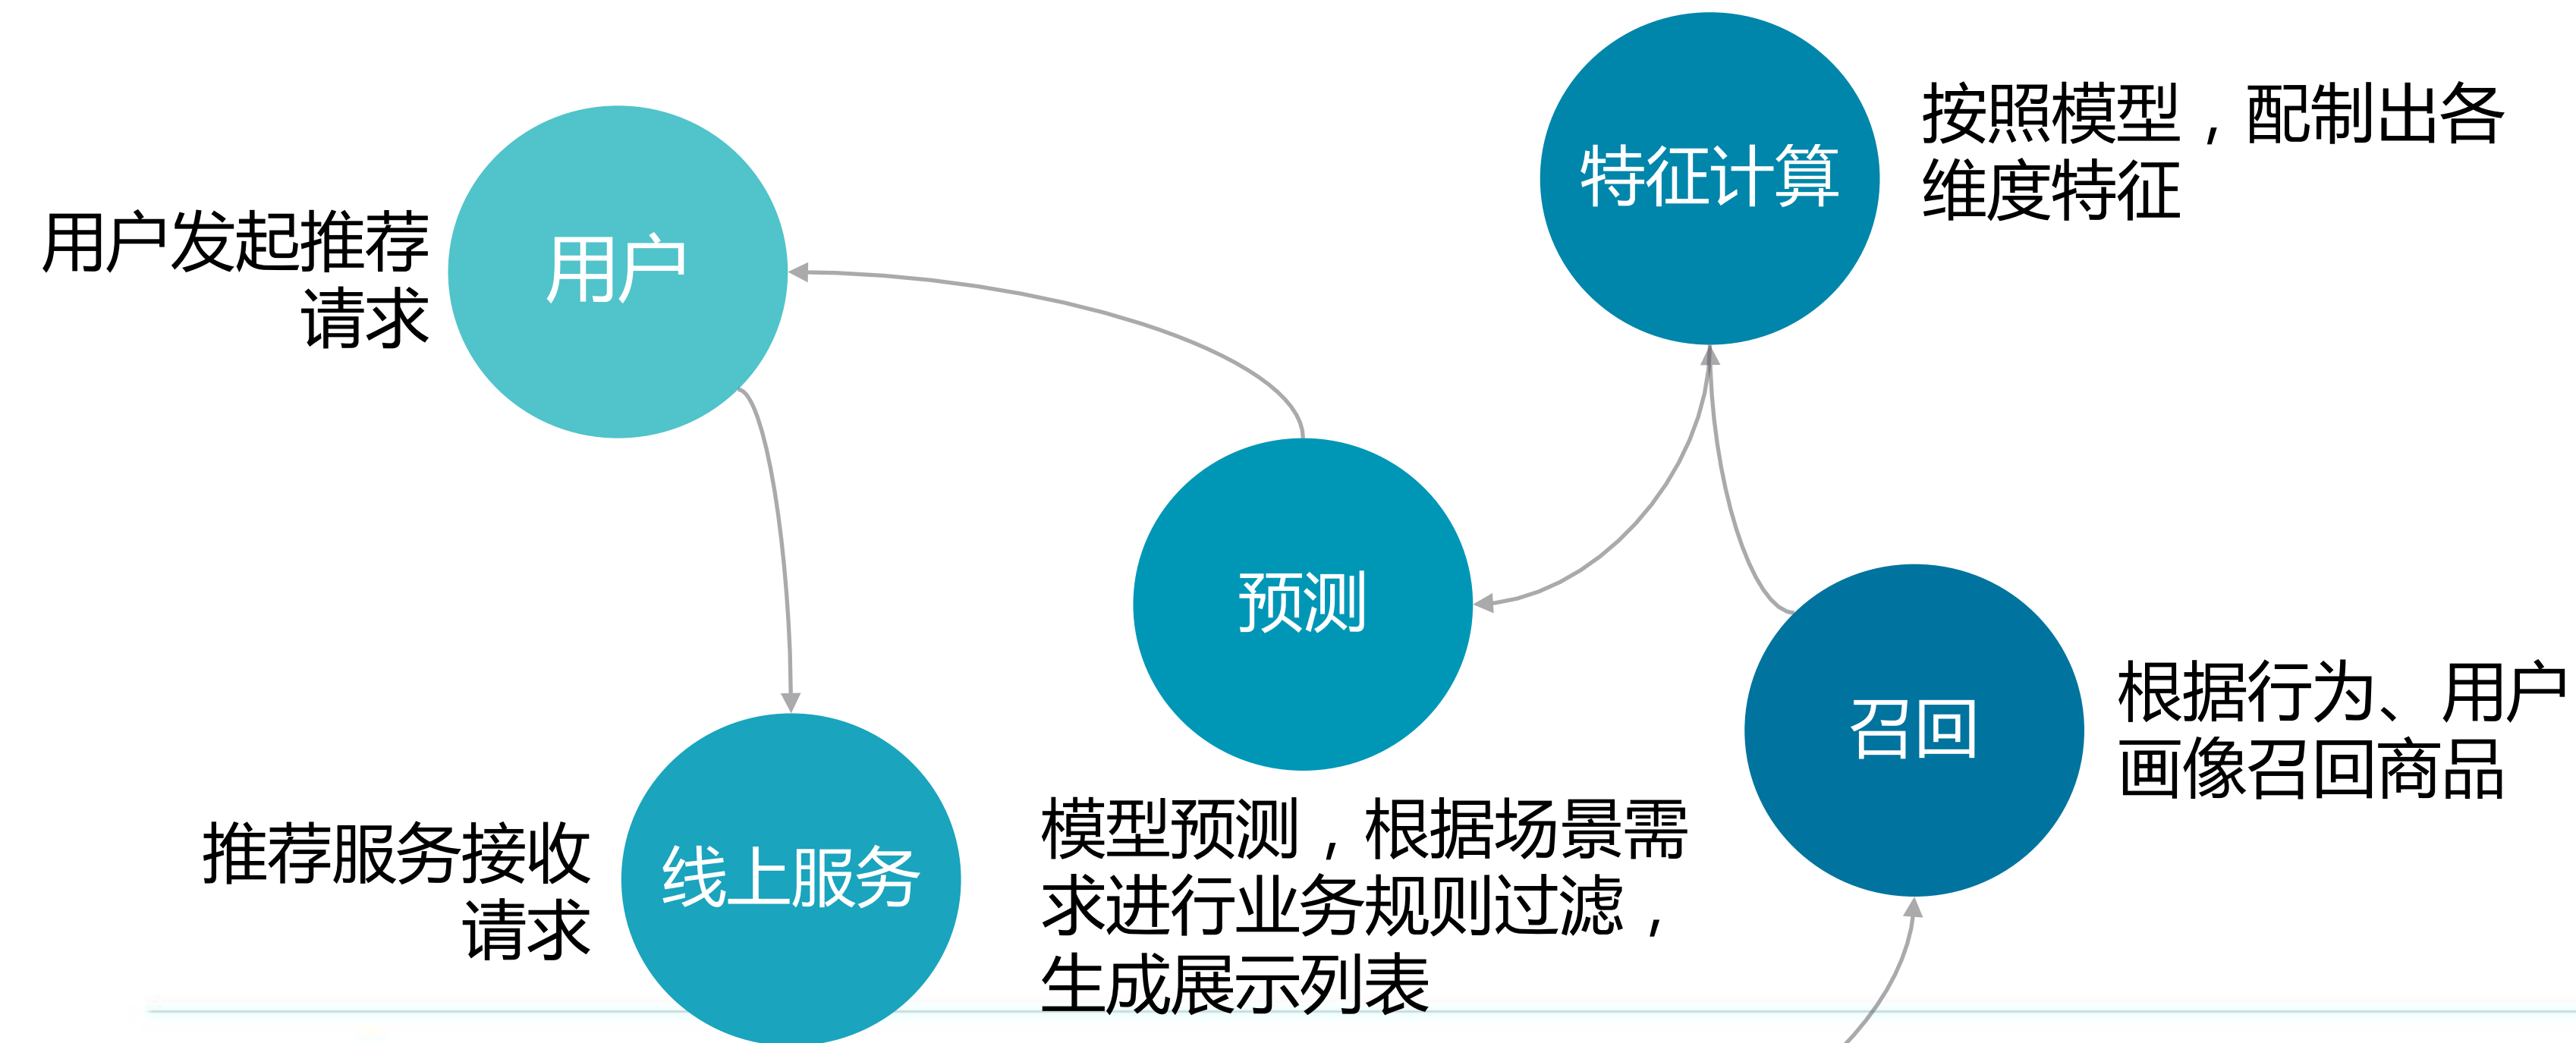 用户发起推荐
请求
用户
特征计算
按照模型，配制出各
维度特征
预测
模型预测，根据场景需
求进行业务规则过滤，
生成展示列表
召回
根据行为、用户
画像召回商品
推荐服务接收
请求
线上服务